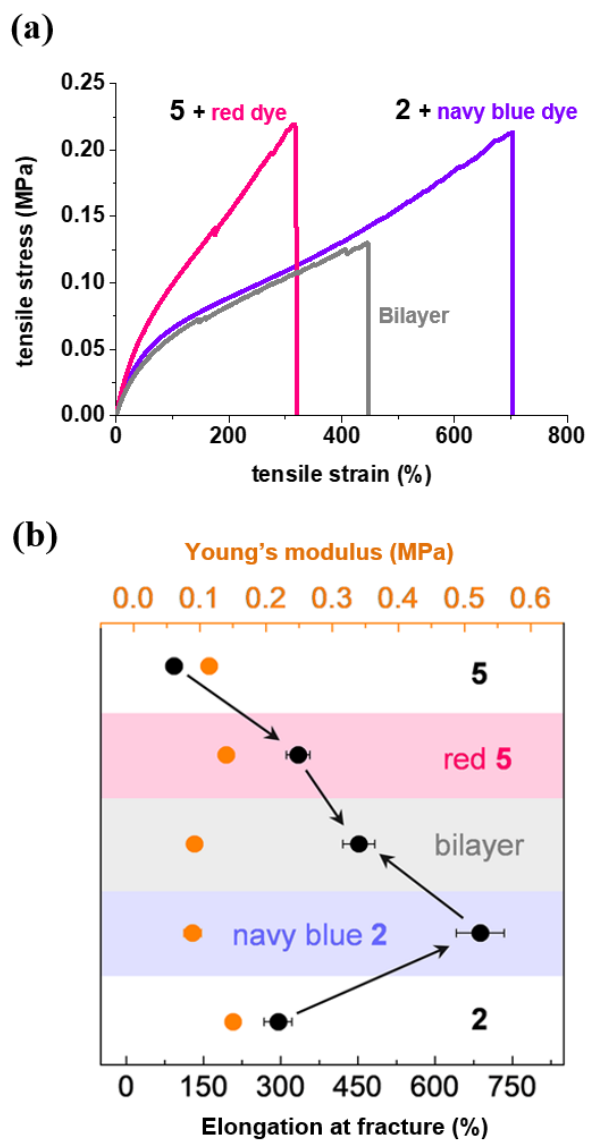 (a)
0.25
0.20
0.15
0.10
0.05
0.00
tensile stress (MPa)
5 + red dye
2 + navy blue dye
Bilayer
0 200 400 600 800
tensile strain (%)
(b)
Young's modulus (MPa)
0.0 0.1 0.2 0.3 0.4 0.5 0.6
5
red 5
bilayer
navy blue 2
2
0 150 300 450 600 750
Elongation at fracture (%)